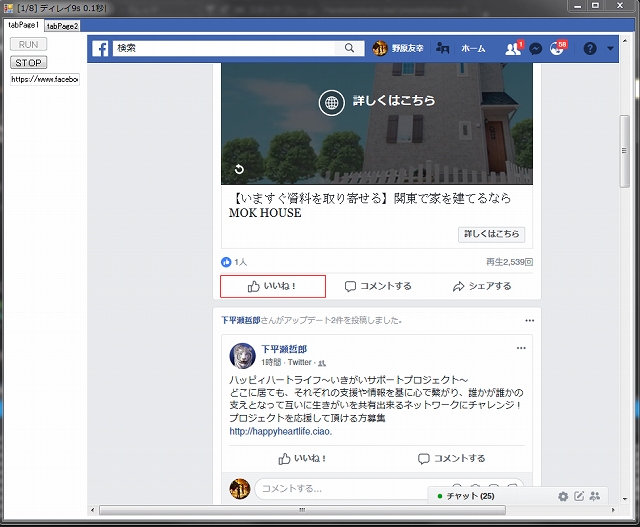 [1/8] ディレイ9s 0.1秒
tabPage1 tabPage2
RUN
STOP
https://www.facebo
検索
野原友幸 ホーム 1 58
詳しくはこちら
【いますぐ資料を取り寄せる】関東で家を建てるなら
MOK HOUSE
詳しくはこちら
1人 再生2,539回
いいね！ コメントする シェアする
下平瀬哲郎さんがアップデート2件を投稿しました。
下平瀬哲郎
1時間 · Twitter ·
ハッピィハートライフ～いきがいサポートプロジェクト～
どこに居ても、それぞれの支援や情報を基に心で繋がり、誰かが誰かの
支えとなって互いに生きがいを共有出来るネットワークにチャレンジ！
プロジェクトを応援して頂ける方募集
http://happyheartlife.ciao.
いいね！ コメントする
コメントする...
チャット (25)